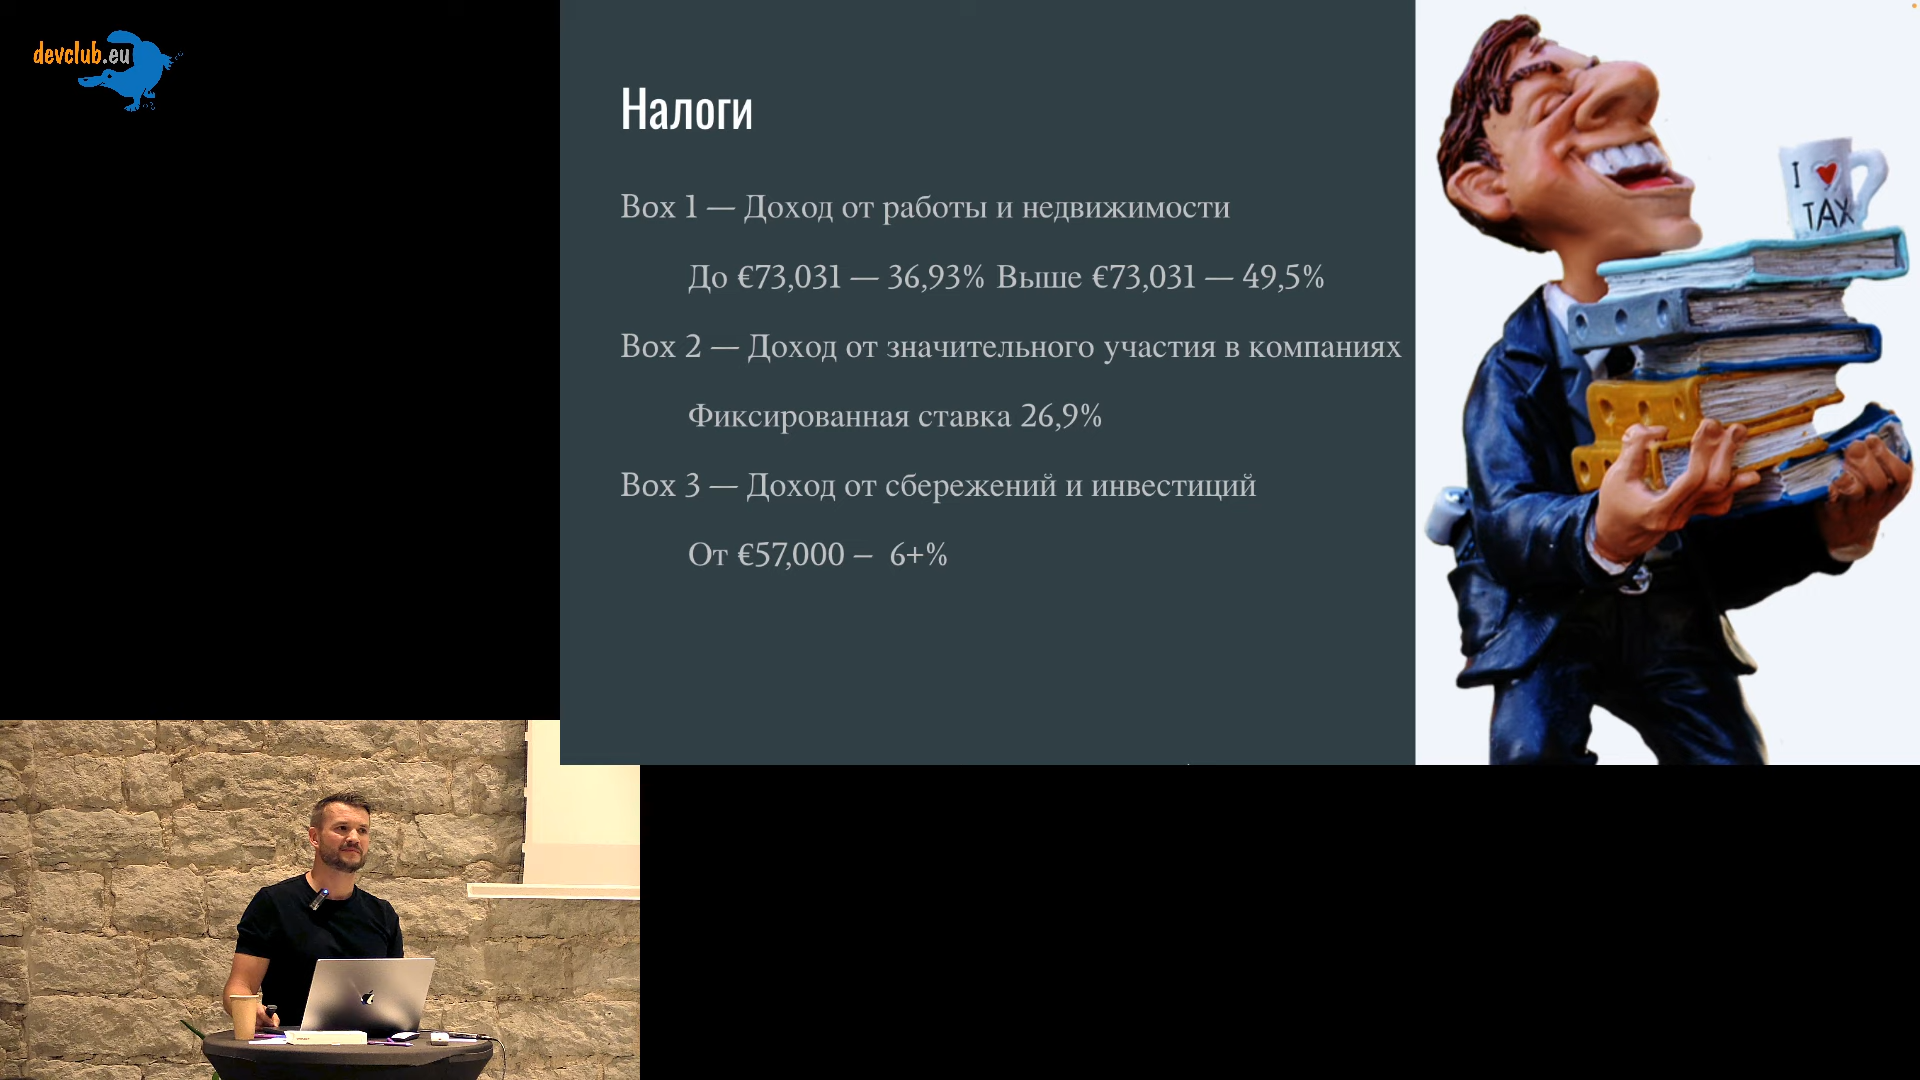 devclub.eu
Налоги
Box 1 — Доход от работы и недвижимости
До €73,031 — 36,93% Выше €73,031 — 49,5%
Box 2 — Доход от значительного участия в компаниях
Фиксированная ставка 26,9%
Box 3 — Доход от сбережений и инвестиций
От €57,000 – 6+%
I ♥
TAX